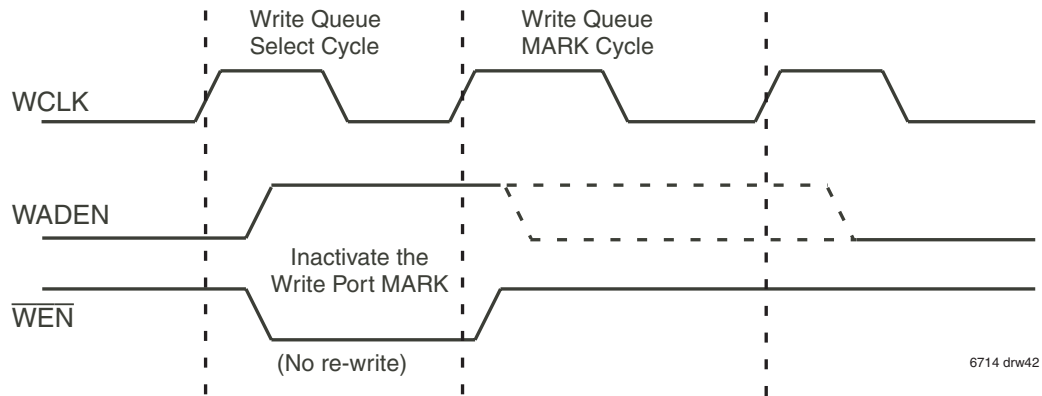 Write Queue
Select Cycle
Write Queue
MARK Cycle
WCLK
WADEN
Inactivate the
Write Port MARK
WEN
(No re-write)
6714 drw42